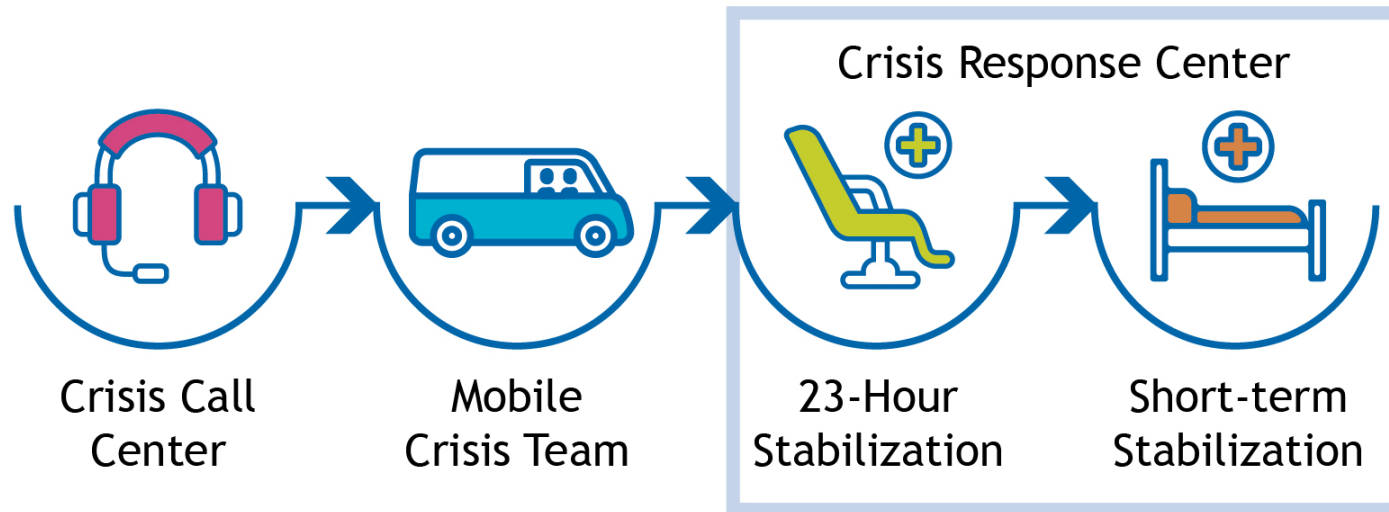 Crisis Response Center
Crisis Call
Center
Mobile
Crisis Team
23-Hour
Stabilization
Short-term
Stabilization